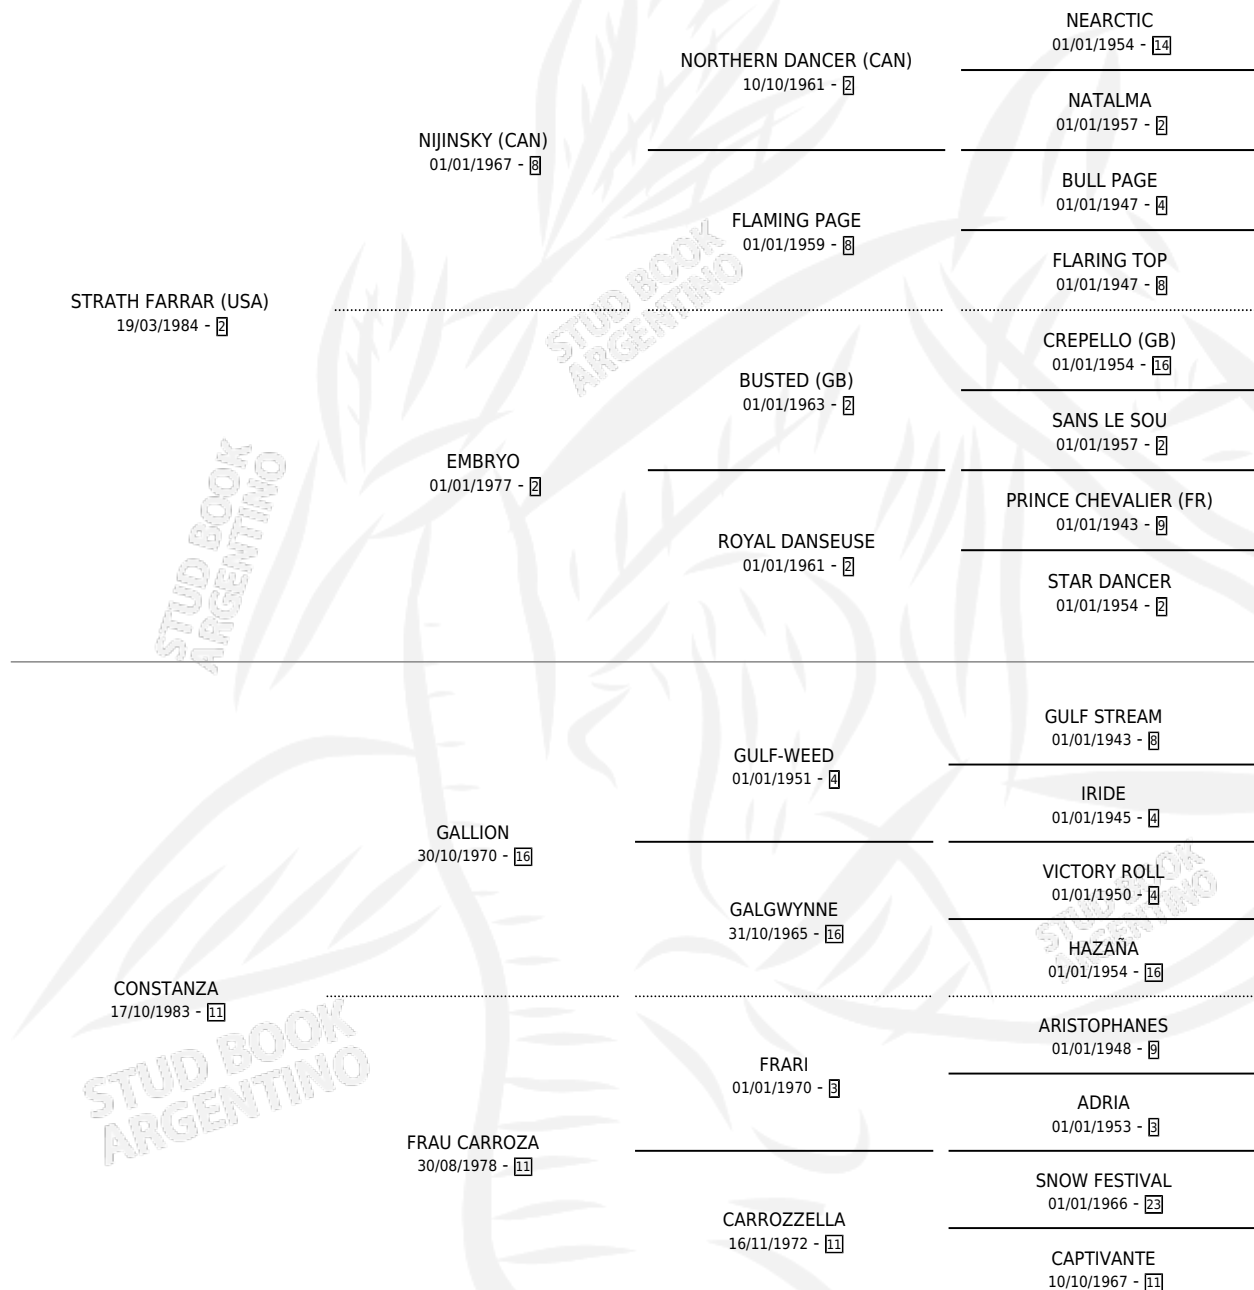 NEARCTIC
01/01/1954 - 14
NORTHERN DANCER (CAN)
10/10/1961 - 2
NATALMA
01/01/1957 - 2
NIJINSKY (CAN)
01/01/1967 - 8
BULL PAGE
01/01/1947 - 4
FLAMING PAGE
01/01/1959 - 8
FLARING TOP
01/01/1947 - 8
STRATH FARRAR (USA)
19/03/1984 - 2
STUD BOOK
ARGENTINO
CREPELLO (GB)
01/01/1954 - 16
BUSTED (GB)
01/01/1963 - 2
SANS LE SOU
01/01/1957 - 2
EMBRYO
01/01/1977 - 2
STUD BOOK
ARGENTINO
PRINCE CHEVALIER (FR)
01/01/1943 - 9
ROYAL DANSEUSE
01/01/1961 - 2
STAR DANCER
01/01/1954 - 2
GULF STREAM
01/01/1943 - 8
GULF-WEED
01/01/1951 - 4
IRIDE
01/01/1945 - 4
GALLION
30/10/1970 - 16
VICTORY ROLL
01/01/1950 - 4
STUD BOOK
ARGENTINO
GALGWYNNE
31/10/1965 - 16
HAZAÑA
01/01/1954 - 16
CONSTANZA
17/10/1983 - 11
STUD BOOK
ARGENTINO
ARISTOPHANES
01/01/1948 - 9
FRARI
01/01/1970 - 3
ADRIA
01/01/1953 - 3
FRAU CARROZA
30/08/1978 - 11
SNOW FESTIVAL
01/01/1966 - 23
CARROZZELLA
16/11/1972 - 11
CAPTIVANTE
10/10/1967 - 11